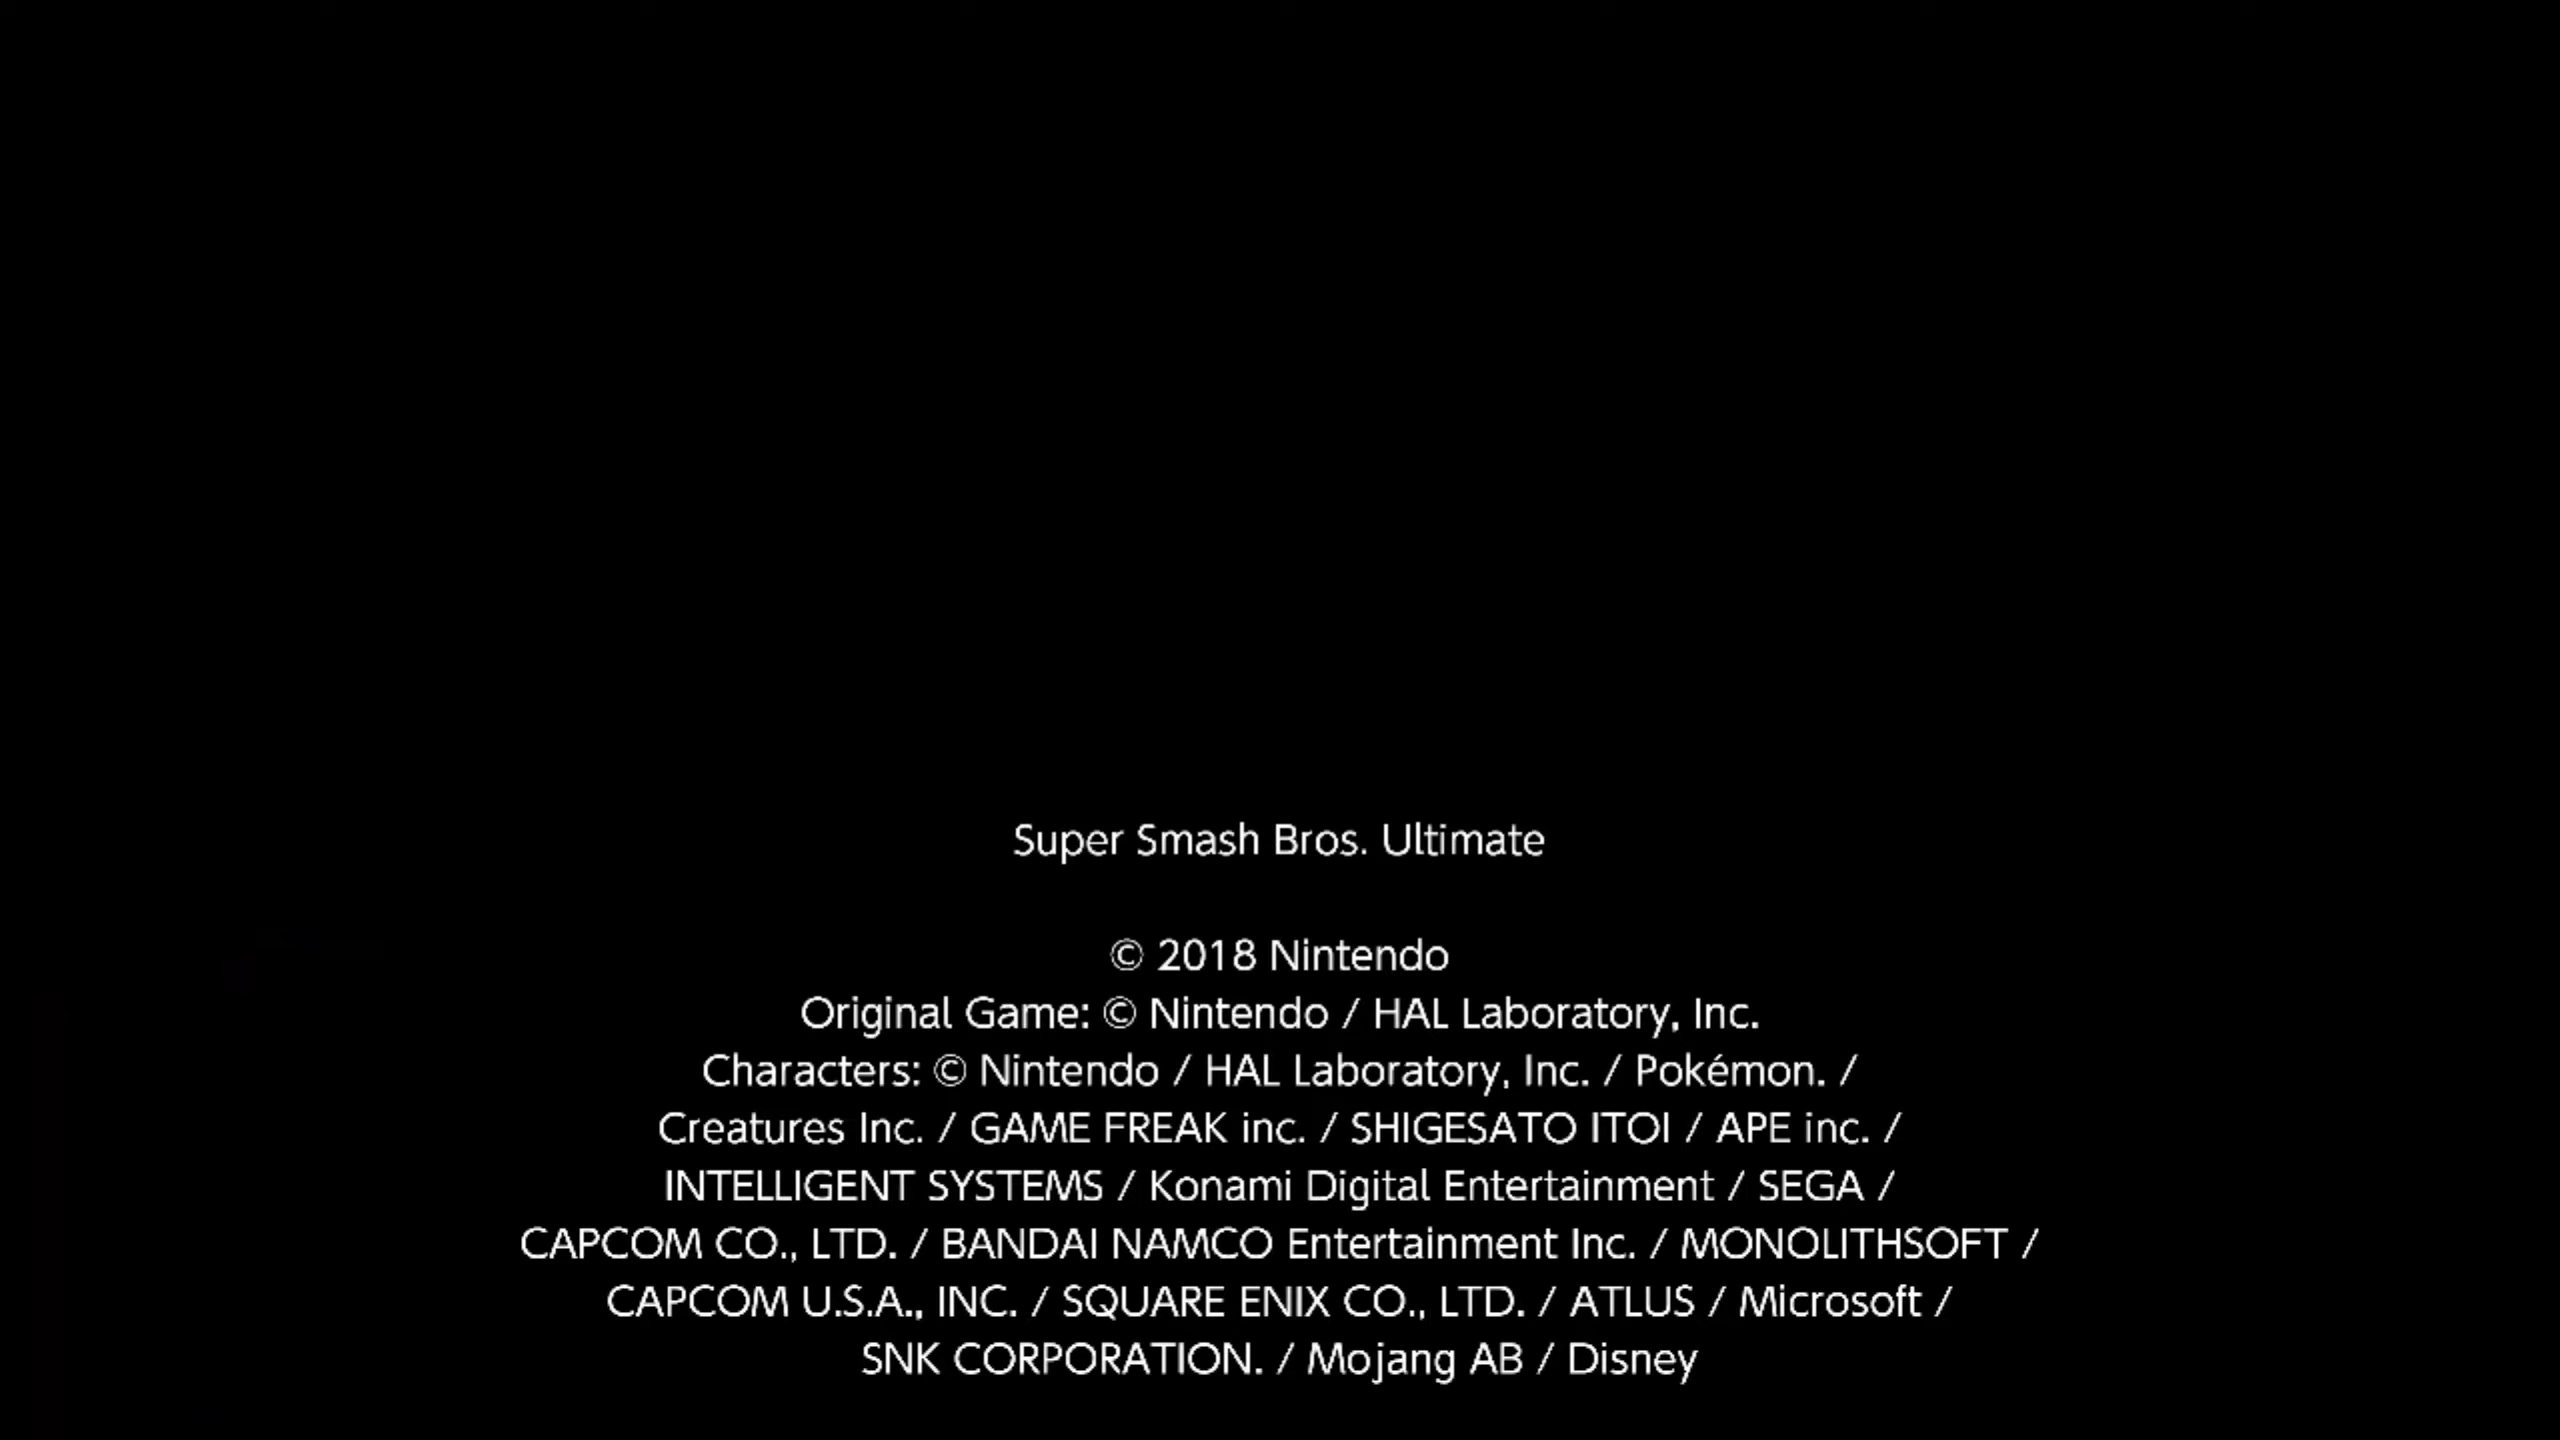 Super Smash Bros. Ultimate
© 2018 Nintendo
Original Game: © Nintendo / HAL Laboratory, Inc.
Characters: © Nintendo / HAL Laboratory, Inc. / Pokémon. /
Creatures Inc. / GAME FREAK inc. / SHIGESATO ITOI / APE inc. /
INTELLIGENT SYSTEMS / Konami Digital Entertainment / SEGA /
CAPCOM CO., LTD. / BANDAI NAMCO Entertainment Inc. / MONOLITHSOFT /
CAPCOM U.S.A., INC. / SQUARE ENIX CO., LTD. / ATLUS / Microsoft /
SNK CORPORATION. / Mojang AB / Disney